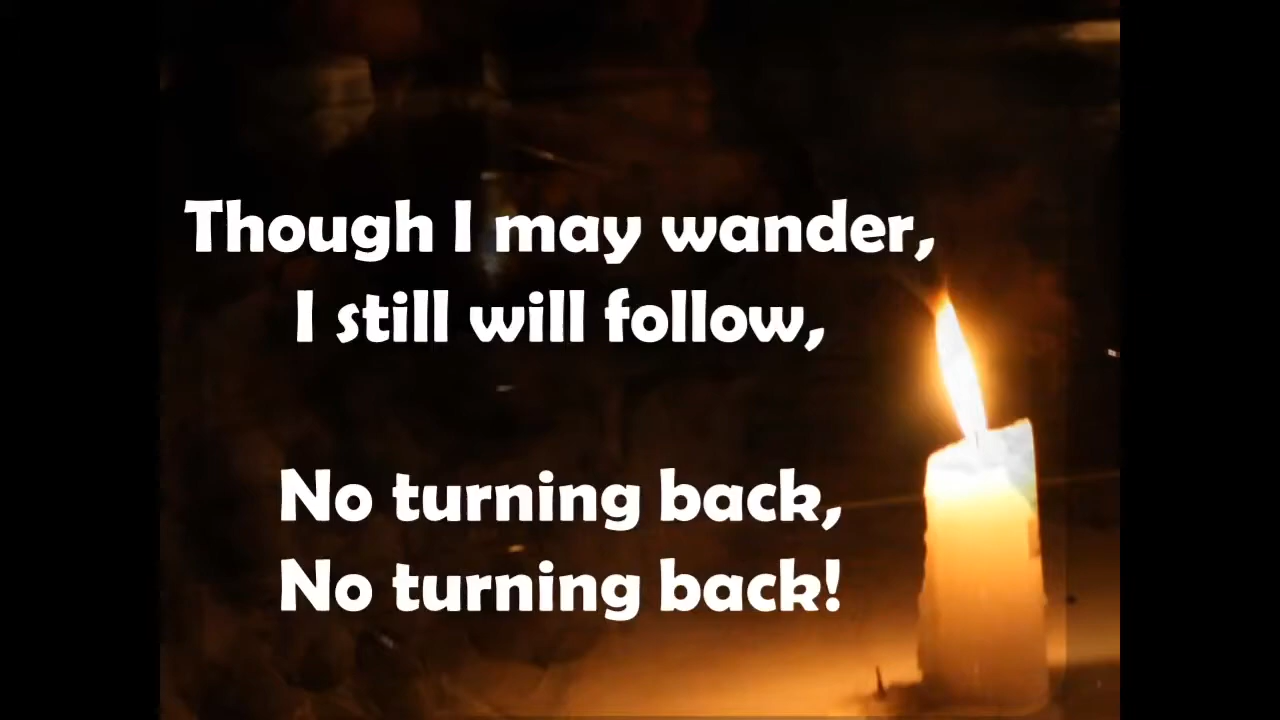 Though I may wander,
I still will follow,
No turning back,
No turning back!